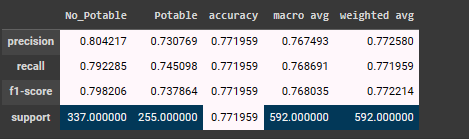 No_Potable Potable accuracy macro avg weighted avg
precision 0.804217 0.730769 0.771959 0.767493 0.772580
recall 0.792285 0.745098 0.771959 0.768691 0.771959
f1-score 0.798206 0.737864 0.771959 0.768035 0.772214
support 337.000000 255.000000 0.771959 592.000000 592.000000